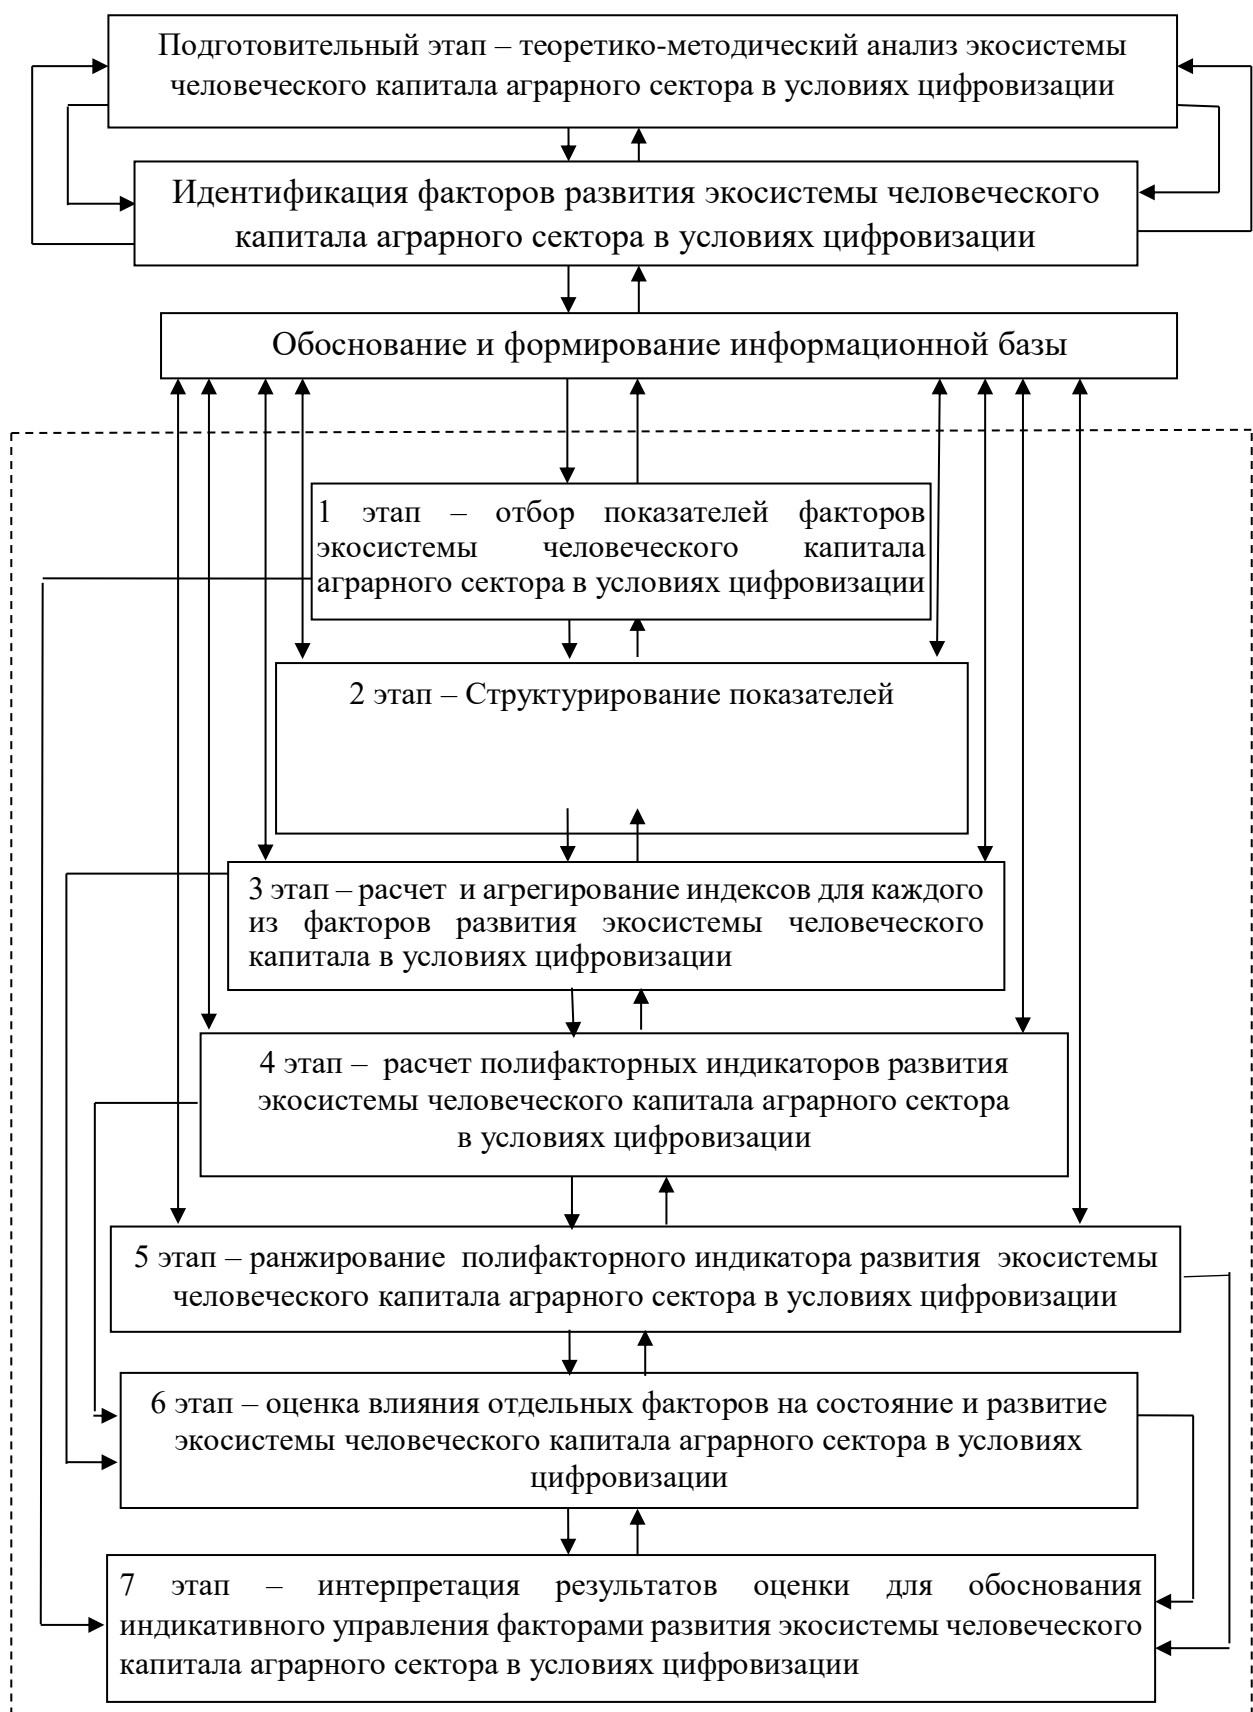 Подготовительный этап – теоретико-методический анализ экосистемы
человеческого капитала аграрного сектора в условиях цифровизации
Идентификация факторов развития экосистемы человеческого
капитала аграрного сектора в условиях цифровизации
Обоснование и формирование информационной базы
1 этап – отбор показателей факторов
экосистемы человеческого капитала
аграрного сектора в условиях цифровизации
2 этап – Структурирование показателей
3 этап – расчет и агрегирование индексов для каждого
из факторов развития экосистемы человеческого
капитала в условиях цифровизации
4 этап – расчет полифакторных индикаторов развития
экосистемы человеческого капитала аграрного сектора
в условиях цифровизации
5 этап – ранжирование полифакторного индикатора развития экосистемы
человеческого капитала аграрного сектора в условиях цифровизации
6 этап – оценка влияния отдельных факторов на состояние и развитие
экосистемы человеческого капитала аграрного сектора в условиях
цифровизации
7 этап – интерпретация результатов оценки для обоснования
индикативного управления факторами развития экосистемы человеческого
капитала аграрного сектора в условиях цифровизации